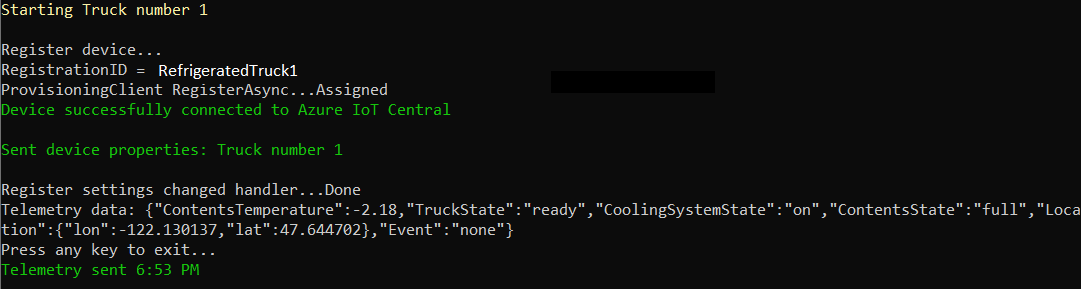 Starting Truck number 1
Register device...
RegistrationID = RefrigeratedTruck1
ProvisioningClient RegisterAsync...Assigned
Device successfully connected to Azure IoT Central
Sent device properties: Truck number 1
Register settings changed handler...Done
Telemetry data: {"ContentsTemperature":-2.18,"TruckState":"ready","CoolingSystemState":"on","ContentsState":"full","Loca
tion":{"lon":-122.130137,"lat":47.644702},"Event":"none"}
Press any key to exit...
Telemetry sent 6:53 PM